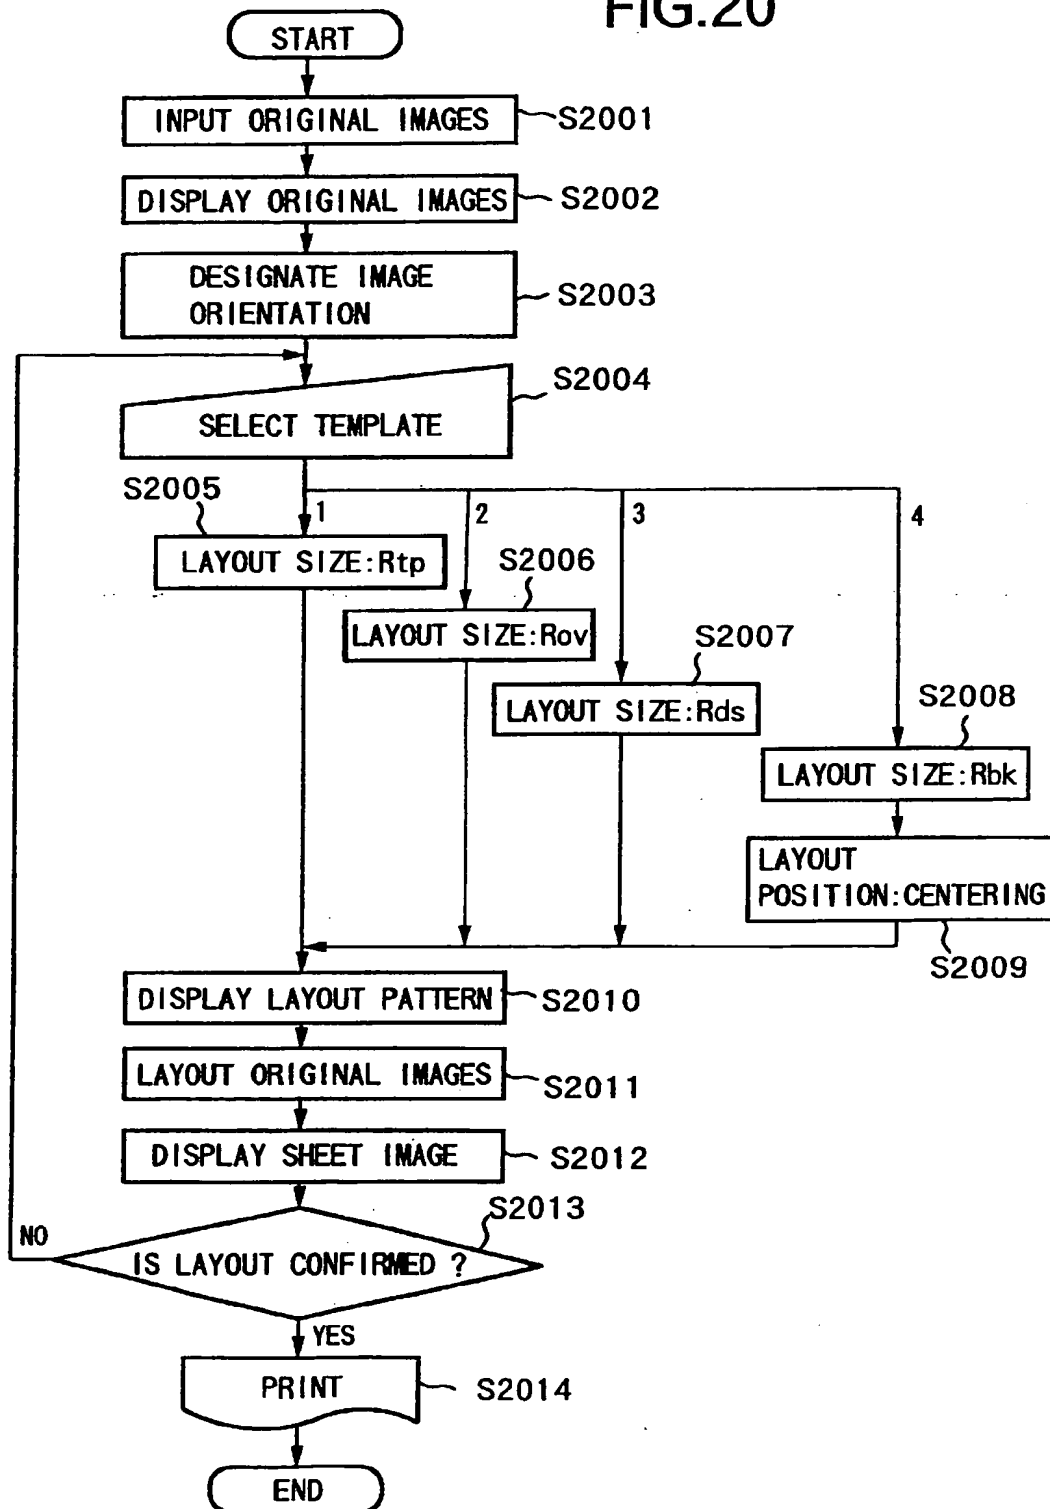 FIG.20
START
INPUT ORIGINAL IMAGES
S2001
DISPLAY ORIGINAL IMAGES
S2002
DESIGNATE IMAGE
ORIENTATION
S2003
S2004
SELECT TEMPLATE
S2005
1
2
3
4
LAYOUT SIZE:Rtp
S2006
LAYOUT SIZE:Rov
S2007
LAYOUT SIZE:Rds
S2008
LAYOUT SIZE:Rbk
LAYOUT
POSITION:CENTERING
S2009
DISPLAY LAYOUT PATTERN
S2010
LAYOUT ORIGINAL IMAGES
S2011
DISPLAY SHEET IMAGE
S2012
S2013
NO
IS LAYOUT CONFIRMED ?
YES
PRINT
S2014
END